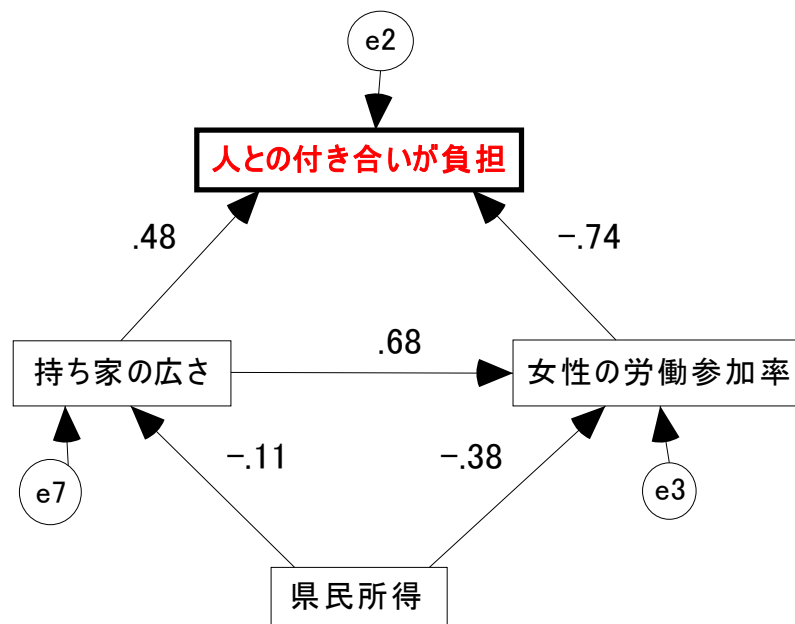 e2
人との付き合いが負担
.48
−.74
.68
持ち家の広さ
女性の労働参加率
−.11
−.38
e7
e3
県民所得